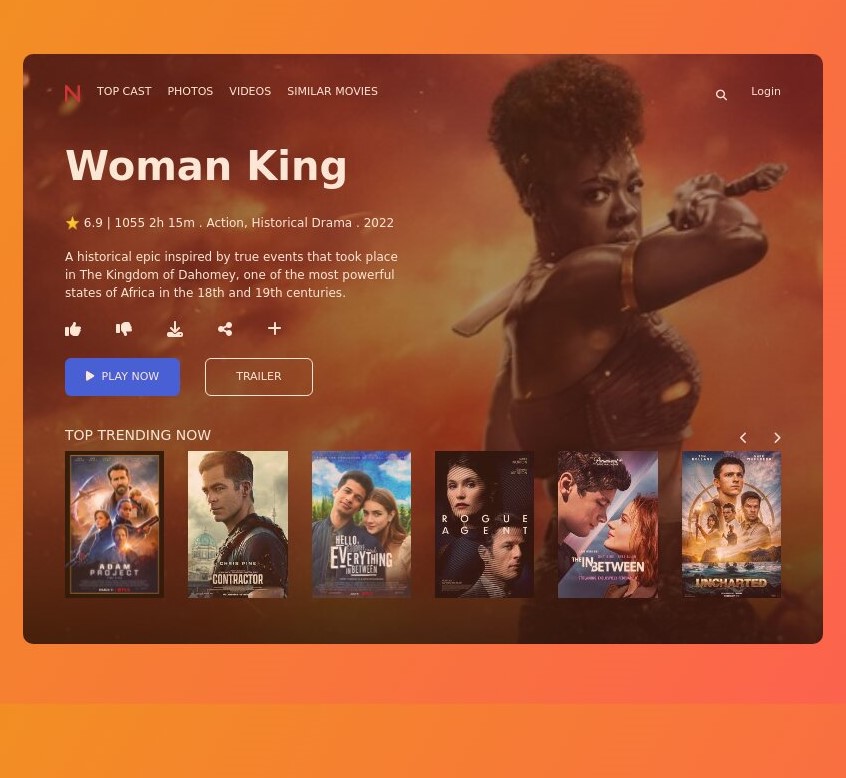 N TOP CAST PHOTOS VIDEOS SIMILAR MOVIES Login
Woman King
6.9 | 1055 2h 15m . Action, Historical Drama . 2022
A historical epic inspired by true events that took place
in The Kingdom of Dahomey, one of the most powerful
states of Africa in the 18th and 19th centuries.
PLAY NOW TRAILER
TOP TRENDING NOW
ADAM
PROJECT
CHRIS PINE
CONTRACTOR
HELLO,
EVERYTHING
IN BETWEEN
ROGUE
AGENT
THE IN BETWEEN
UNCHARTED